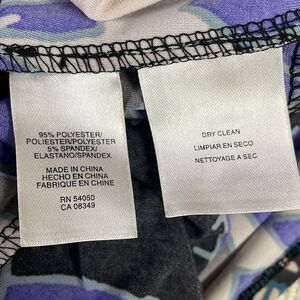 95% POLYESTER/
POLIESTER/POLYESTER
5% SPANDEX/
ELASTANO/SPANDEX
MADE IN CHINA
HECHO EN CHINA
FABRIQUE EN CHINE
RN 54050
CA 08349
DRY CLEAN
LIMPIAR EN SECO
NETTOYAGE A SEC